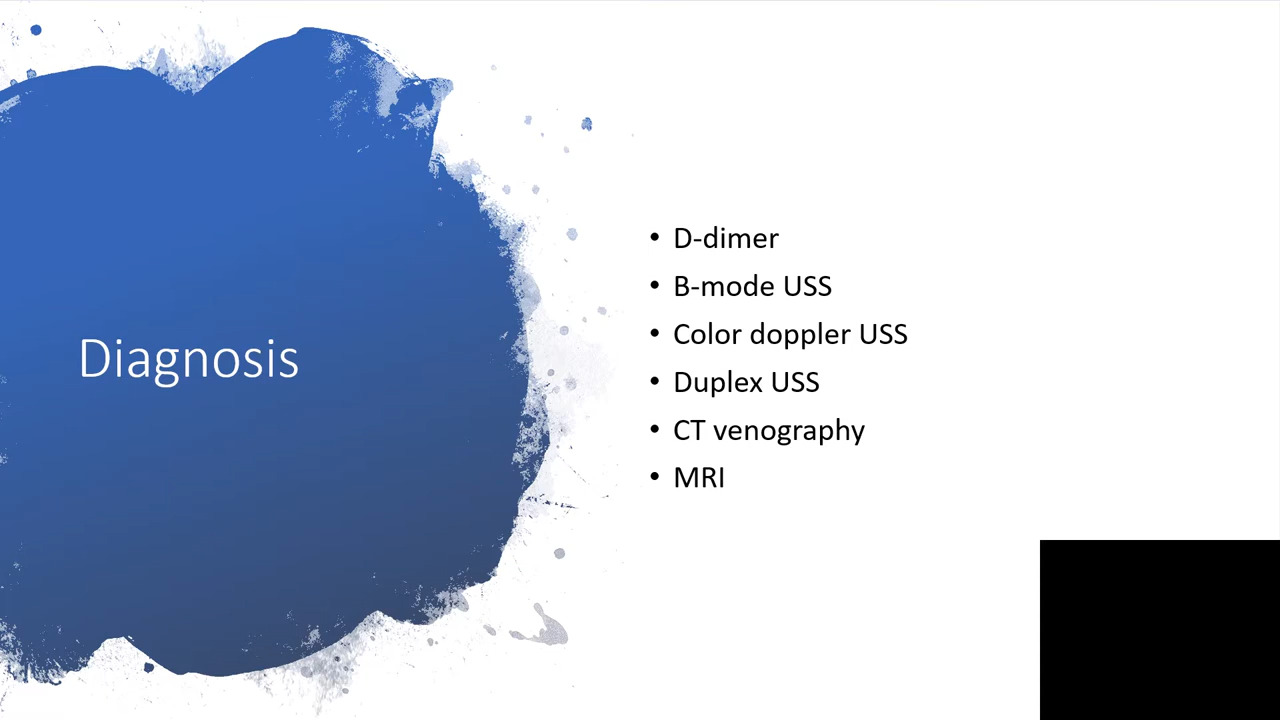 Diagnosis
• D-dimer
• B-mode USS
• Color doppler USS
• Duplex USS
• CT venography
• MRI